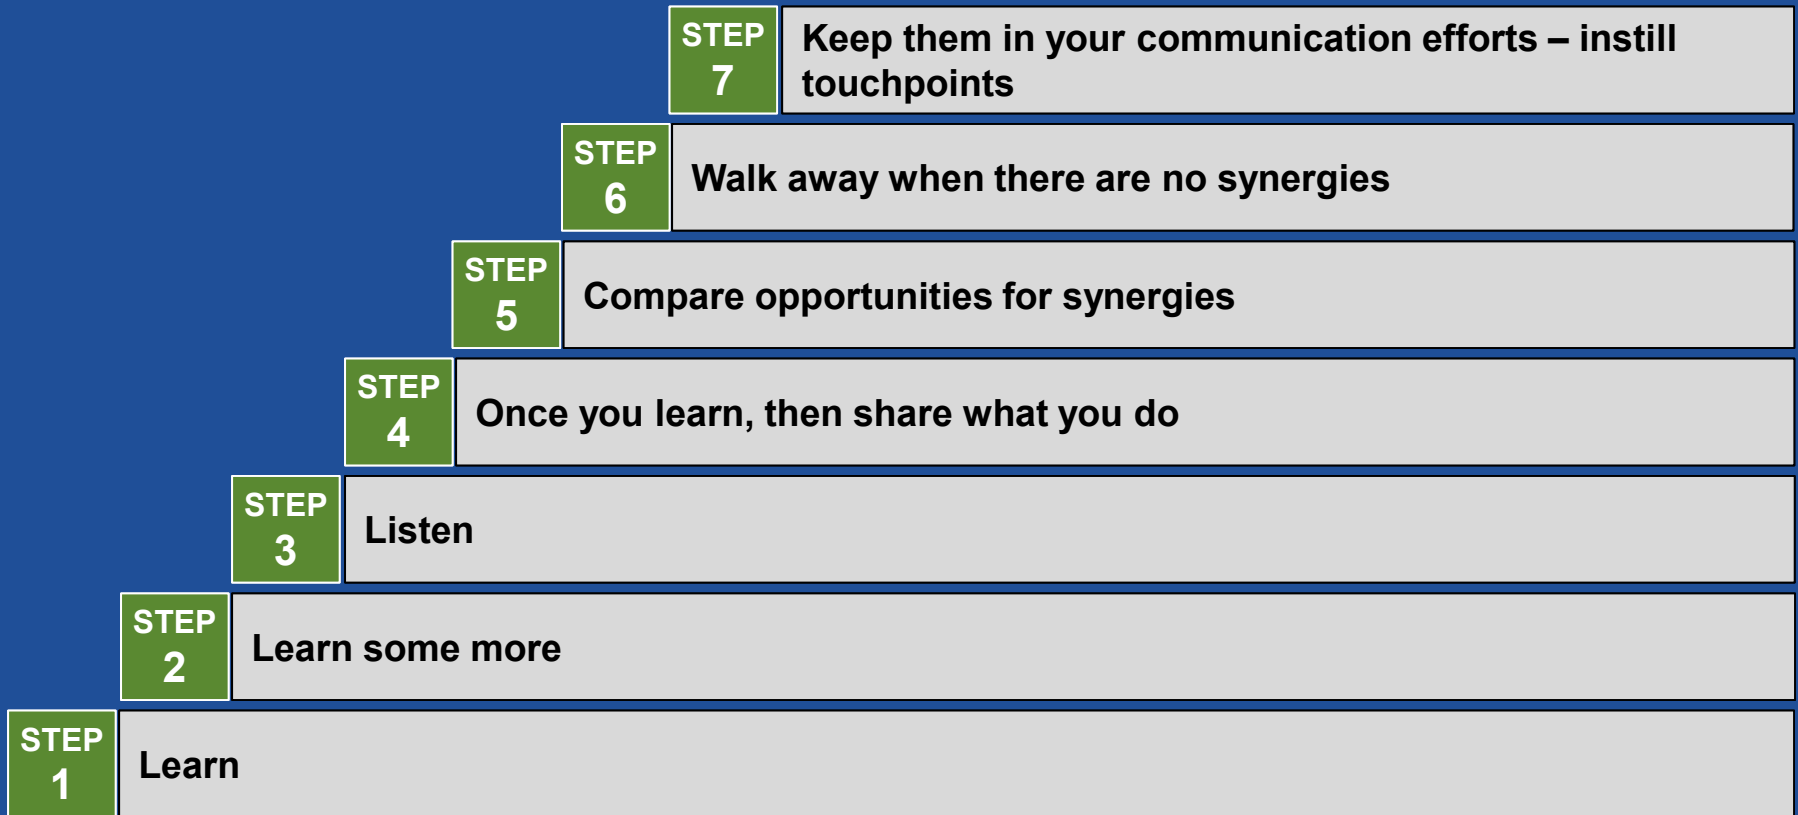 STEP
7
Keep them in your communication efforts – instill
touchpoints
STEP
6
Walk away when there are no synergies
STEP
5
Compare opportunities for synergies
STEP
4
Once you learn, then share what you do
STEP
3
Listen
STEP
2
Learn some more
STEP
1
Learn